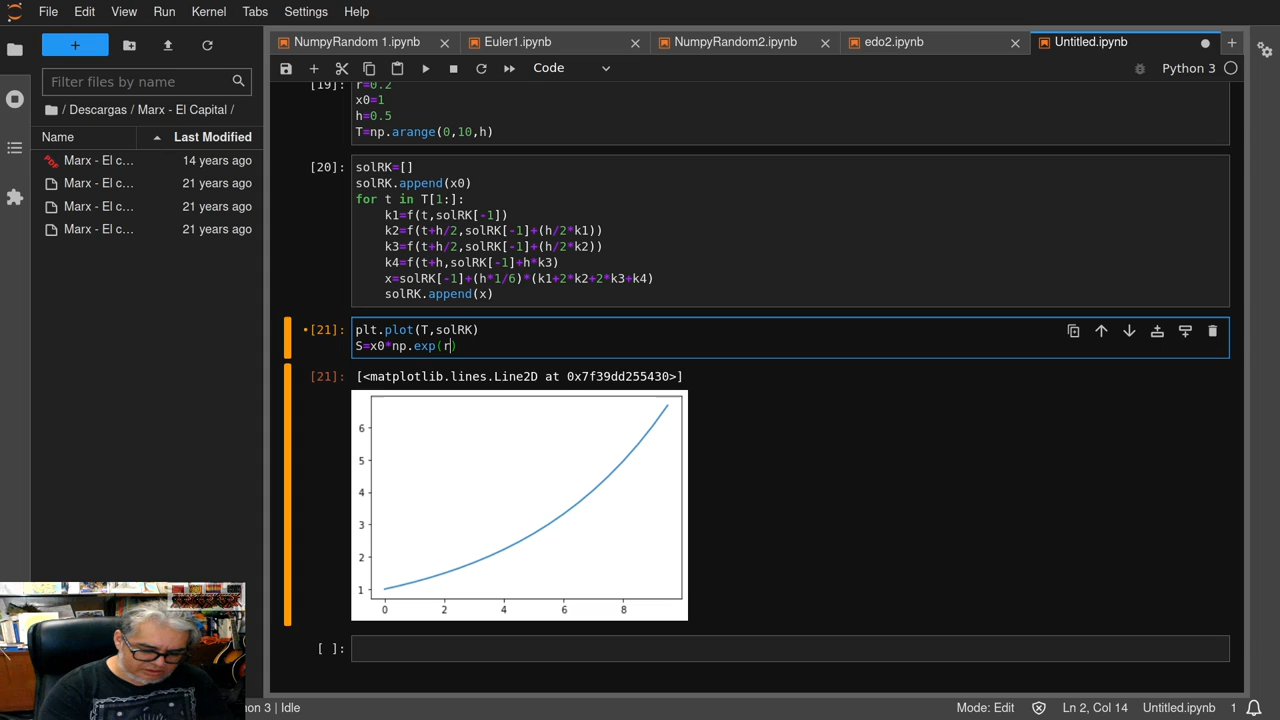 File Edit View Run Kernel Tabs Settings Help
NumpyRandom 1.ipynb
Euler1.ipynb
NumpyRandom2.ipynb
edo2.ipynb
Untitled.ipynb
Code
Python 3
Filter files by name
/ Descargas / Marx - El Capital /
Name
Last Modified
Marx - El c… 14 years ago
Marx - El c… 21 years ago
Marx - El c… 21 years ago
Marx - El c… 21 years ago
[19]: r=0.2
x0=1
h=0.5
T=np.arange(0,10,h)
[20]: solRK=[]
solRK.append(x0)
for t in T[1:]:
k1=f(t,solRK[-1])
k2=f(t+h/2,solRK[-1]+(h/2*k1))
k3=f(t+h/2,solRK[-1]+(h/2*k2))
k4=f(t+h,solRK[-1]+h*k3)
x=solRK[-1]+(h*1/6)*(k1+2*k2+2*k3+k4)
solRK.append(x)
•[21]: plt.plot(T,solRK)
S=x0*np.exp(r)
[21]: [<matplotlib.lines.Line2D at 0x7f39dd255430>]
6
5
4
3
2
1
0 2 4 6 8
[ ]:
on 3 | Idle
Mode: Edit
Ln 2, Col 14
Untitled.ipynb
1